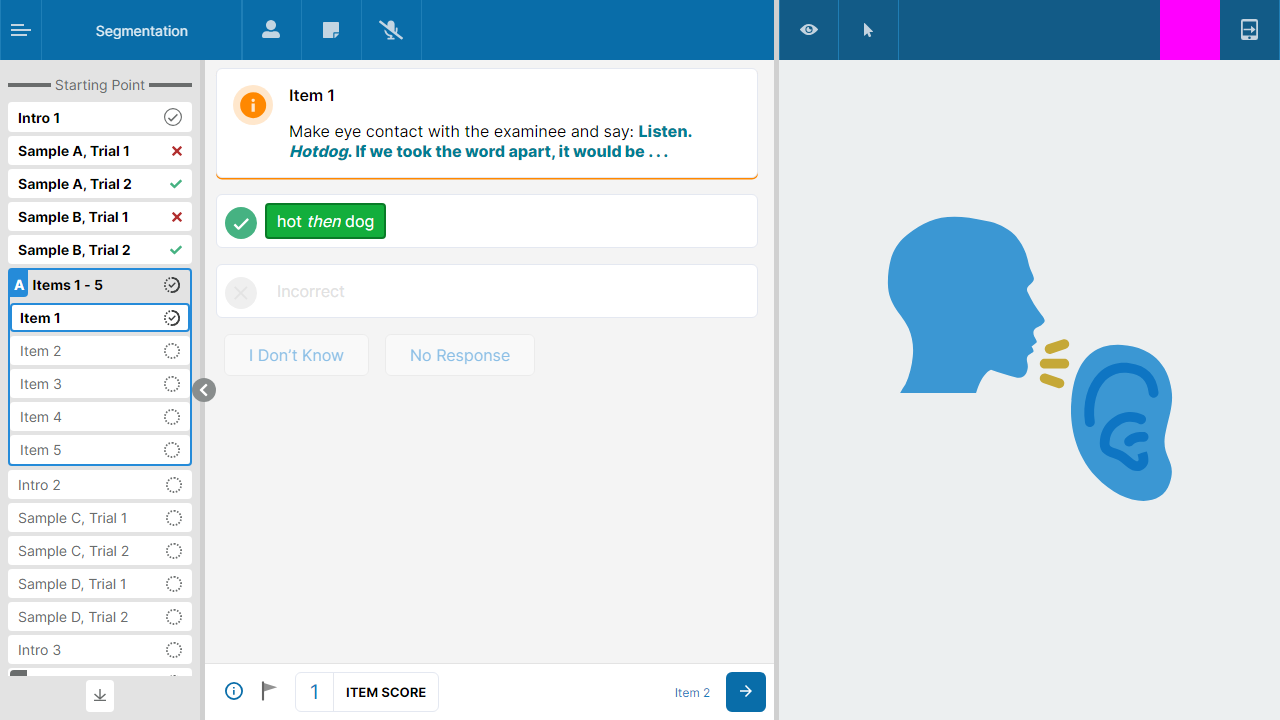 Segmentation
Starting Point
Intro 1
Sample A, Trial 1
Sample A, Trial 2
Sample B, Trial 1
Sample B, Trial 2
A Items 1 - 5
Item 1
Item 2
Item 3
Item 4
Item 5
Intro 2
Sample C, Trial 1
Sample C, Trial 2
Sample D, Trial 1
Sample D, Trial 2
Intro 3
Item 1
Make eye contact with the examinee and say: Listen.
Hotdog. If we took the word apart, it would be . . .
hot then dog
Incorrect
I Don’t Know
No Response
1 ITEM SCORE
Item 2